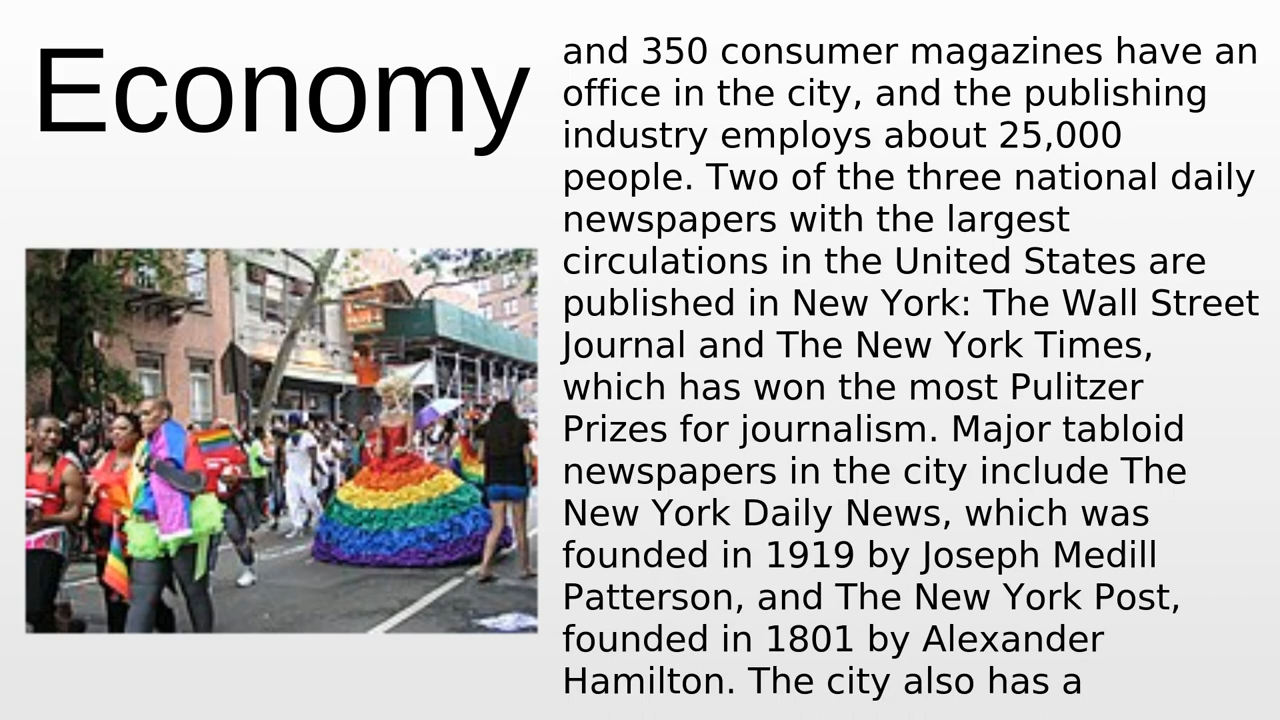 Economy
and 350 consumer magazines have an
office in the city, and the publishing
industry employs about 25,000
people. Two of the three national daily
newspapers with the largest
circulations in the United States are
published in New York: The Wall Street
Journal and The New York Times,
which has won the most Pulitzer
Prizes for journalism. Major tabloid
newspapers in the city include The
New York Daily News, which was
founded in 1919 by Joseph Medill
Patterson, and The New York Post,
founded in 1801 by Alexander
Hamilton. The city also has a